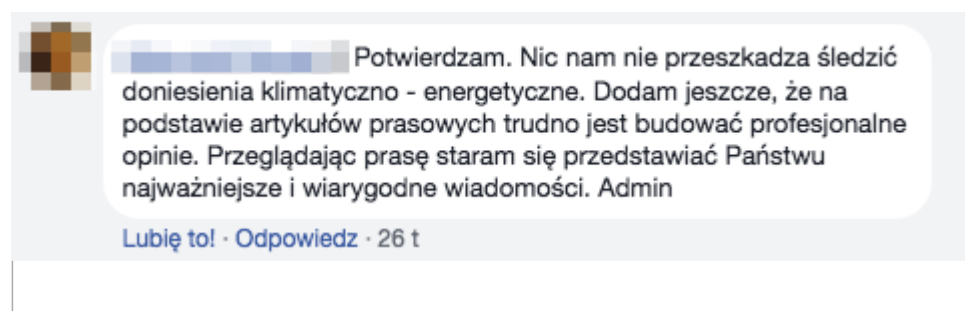 Potwierdzam. Nic nam nie przeszkadza śledzić
doniesienia klimatyczno - energetyczne. Dodam jeszcze, że na
podstawie artykułów prasowych trudno jest budować profesjonalne
opinie. Przeglądając prasę staram się przedstawiać Państwu
najważniejsze i wiarygodne wiadomości. Admin
Lubię to! · Odpowiedz · 26 t